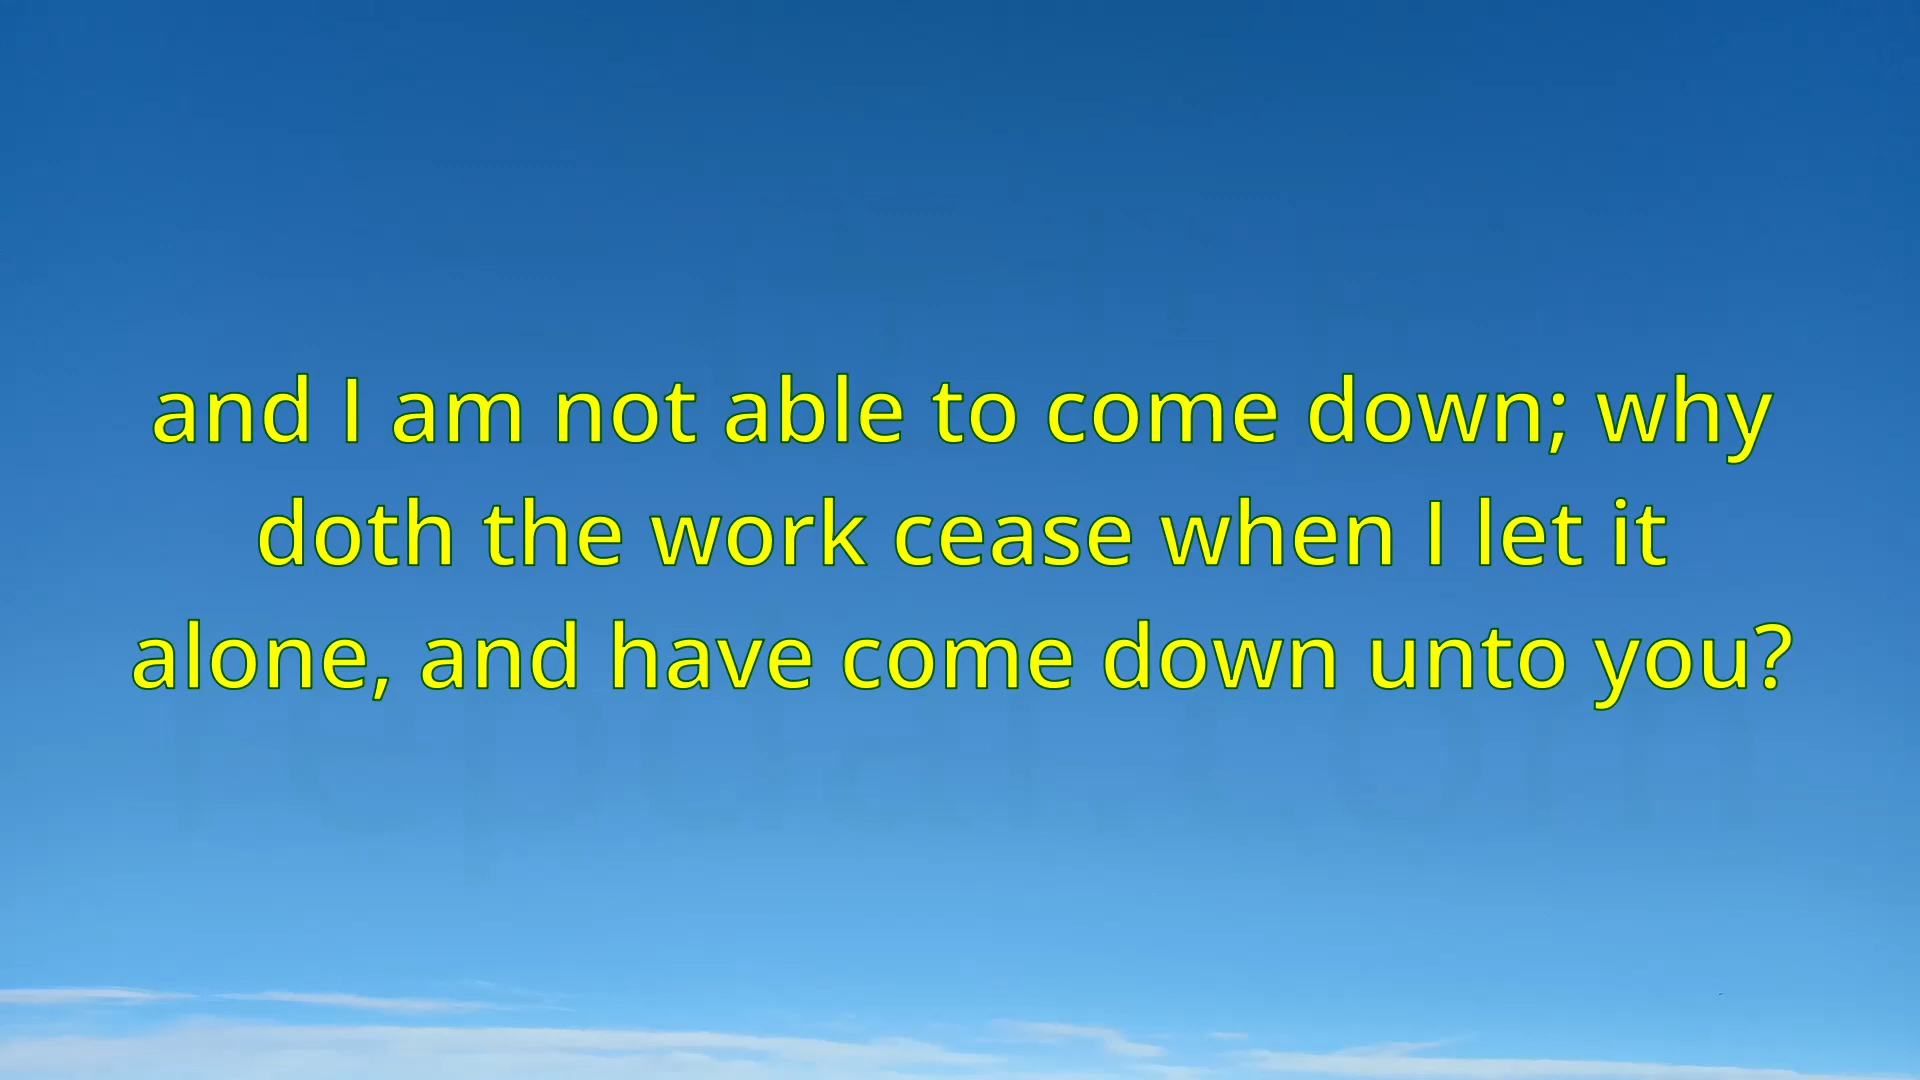 and I am not able to come down; why
doth the work cease when I let it
alone, and have come down unto you?